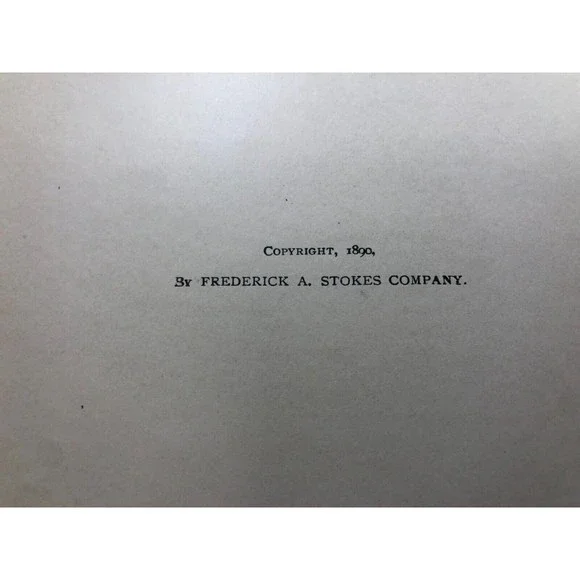 Copyright, 1890,
By FREDERICK A. STOKES COMPANY.